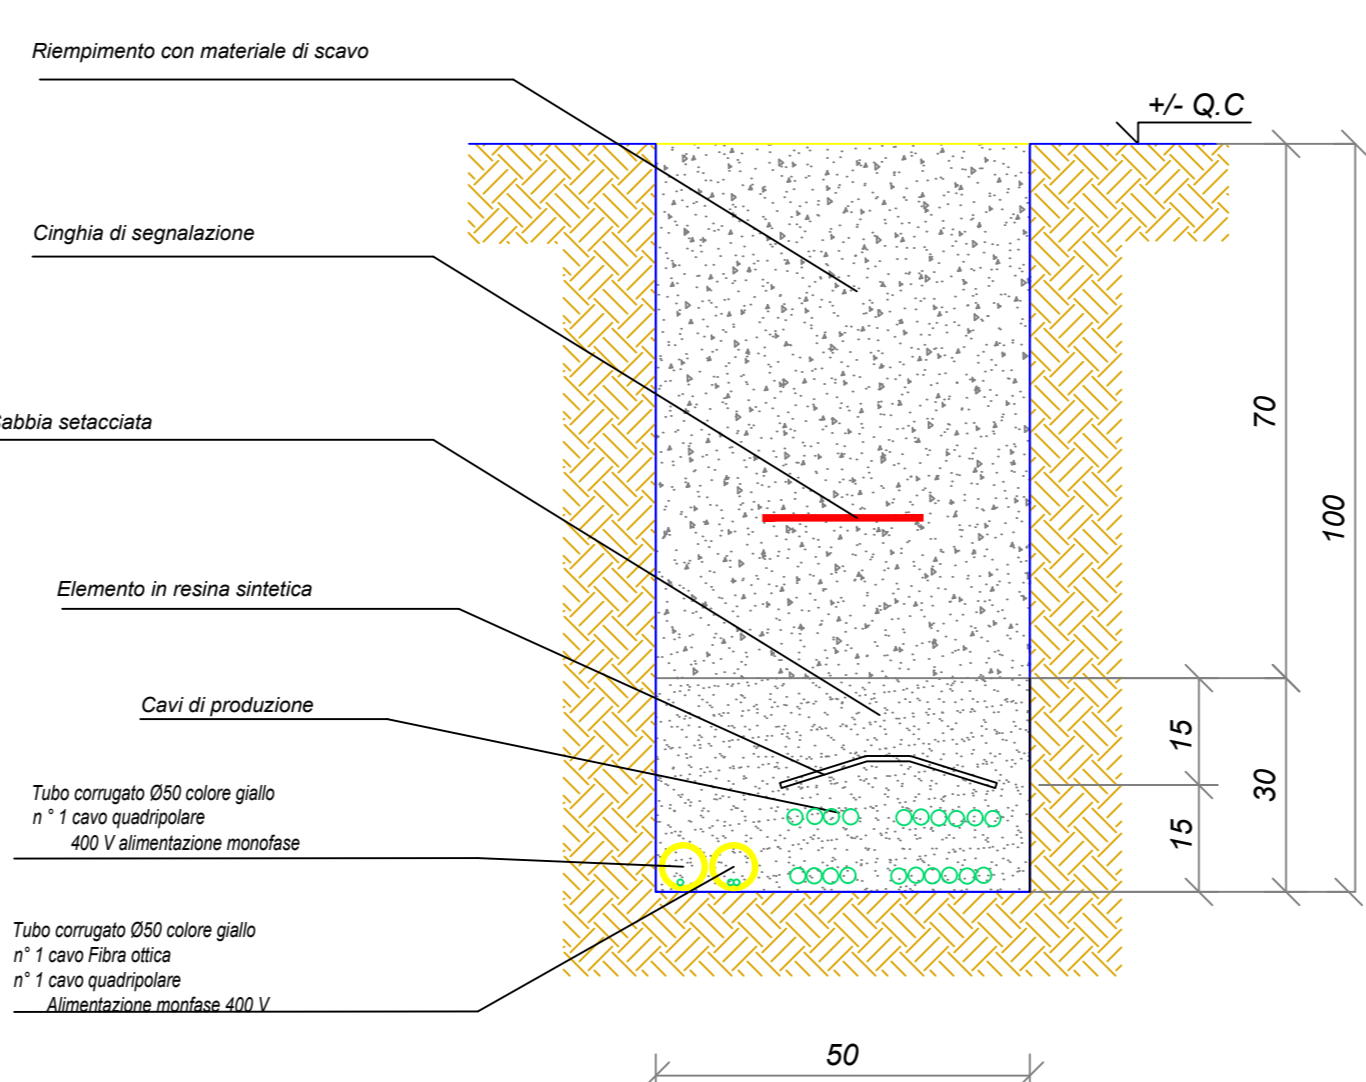 Riempimento con materiale di scavo
+/- Q.C
Cinghia di segnalazione
70
abbia setacciata
100
Elemento in resina sintetica
Cavi di produzione
15
30
15
Tubo corrugato Ø50 colore giallo
n ° 1 cavo quadripolare
400 V alimentazione monofase
Tubo corrugato Ø50 colore giallo
n° 1 cavo Fibra ottica
n° 1 cavo quadripolare
Alimentazione monfase 400 V
50